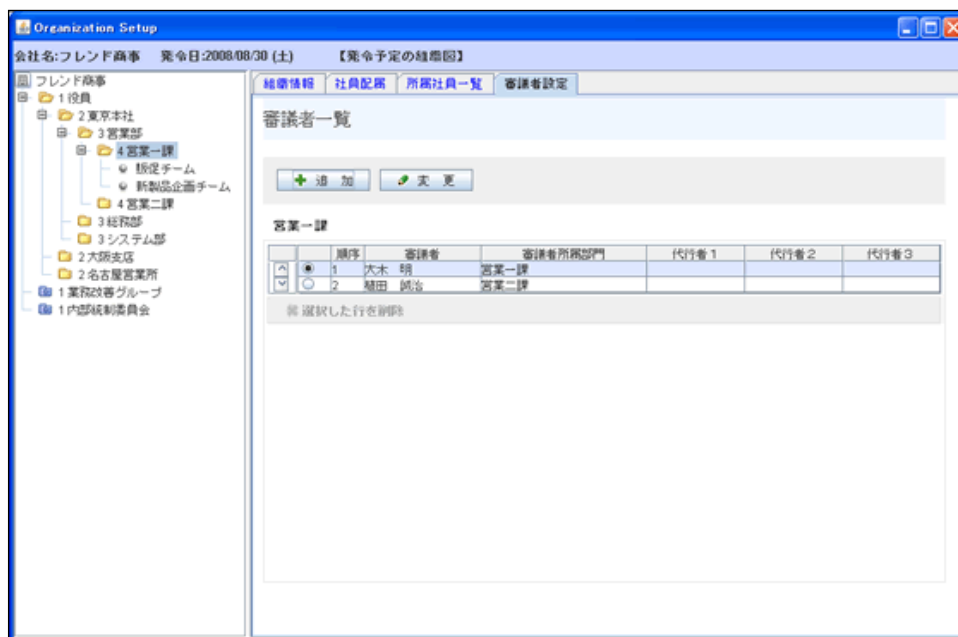 Organization Setup
会社名:フレンド商事 発令日:2008/08/30 (土) 【発令予定の組織図】
フレンド商事
1役員
2東京本社
3営業部
4営業一課
販促チーム
新製品企画チーム
4営業二課
3総務部
3システム部
2大阪支店
2名古屋営業所
1業務改善グループ
1内部統制委員会
組織情報 社員配属 所属社員一覧 審議者設定
審議者一覧
追 加 変 更
営業一課
順序 審議者 審議者所属部門 代行者1 代行者2 代行者3
1 大木 明 営業一課
2 植田 誠治 営業二課
選択した行を削除